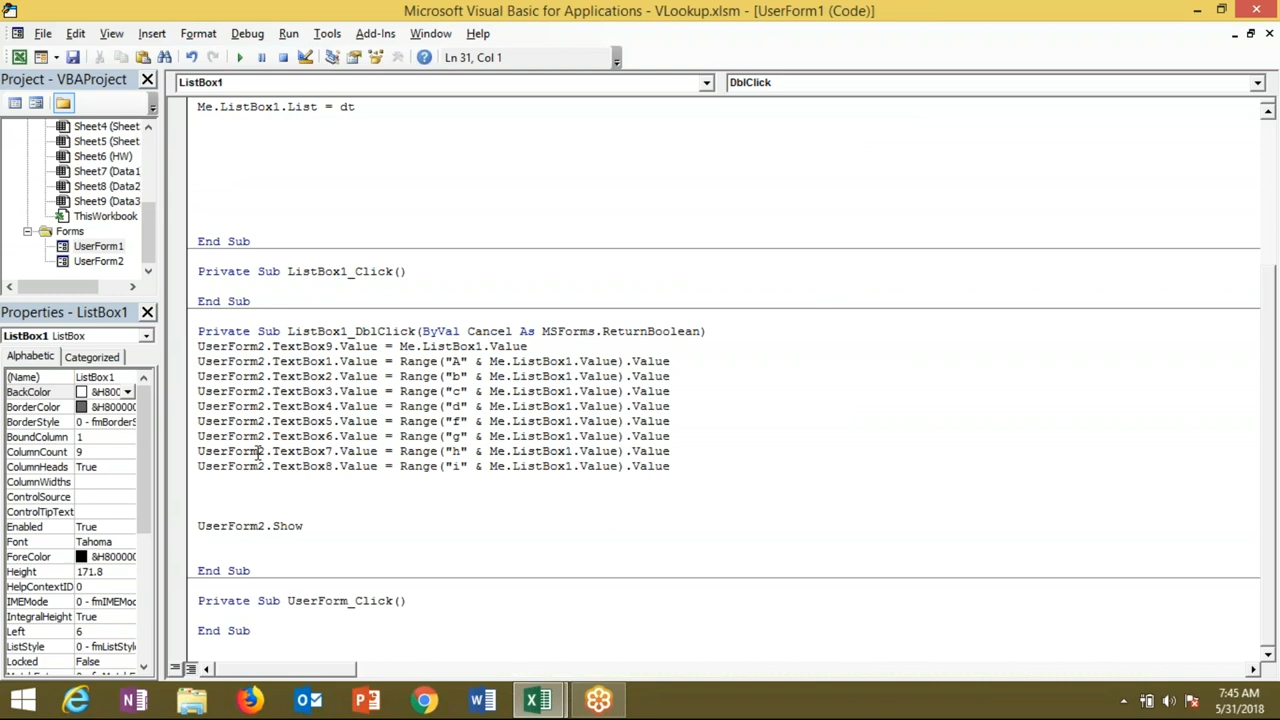 Microsoft Visual Basic for Applications - VLookup.xlsm - [UserForm1 (Code)]
File Edit View Insert Format Debug Run Tools Add-Ins Window Help
Ln 31, Col 1
Project - VBAProject
ListBox1
DblClick
Sheet4 (Sheet
Sheet5 (Sheet
Sheet6 (HW)
Sheet7 (Data1
Sheet8 (Data2
Sheet9 (Data3
ThisWorkbook
Forms
UserForm1
UserForm2
Properties - ListBox1
ListBox1 ListBox
Alphabetic Categorized
(Name) ListBox1
BackColor &H80C
BorderColor &H80000
BorderStyle 0 - fmBorderS
BoundColumn 1
ColumnCount 9
ColumnHeads True
ColumnWidths
ControlSource
ControlTipText
Enabled True
Font Tahoma
ForeColor &H80000
Height 171.8
HelpContextID 0
IMEMode 0 - fmIMEMod
IntegralHeight True
Left 6
ListStyle 0 - fmListStyle
Locked False
Me.ListBox1.List = dt
End Sub
Private Sub ListBox1_Click()
End Sub
Private Sub ListBox1_DblClick(ByVal Cancel As MSForms.ReturnBoolean)
UserForm2.TextBox9.Value = Me.ListBox1.Value
UserForm2.TextBox1.Value = Range("A" & Me.ListBox1.Value).Value
UserForm2.TextBox2.Value = Range("b" & Me.ListBox1.Value).Value
UserForm2.TextBox3.Value = Range("c" & Me.ListBox1.Value).Value
UserForm2.TextBox4.Value = Range("d" & Me.ListBox1.Value).Value
UserForm2.TextBox5.Value = Range("f" & Me.ListBox1.Value).Value
UserForm2.TextBox6.Value = Range("g" & Me.ListBox1.Value).Value
UserForm2.TextBox7.Value = Range("h" & Me.ListBox1.Value).Value
UserForm2.TextBox8.Value = Range("i" & Me.ListBox1.Value).Value
UserForm2.Show
End Sub
Private Sub UserForm_Click()
End Sub
7:45 AM
5/31/2018